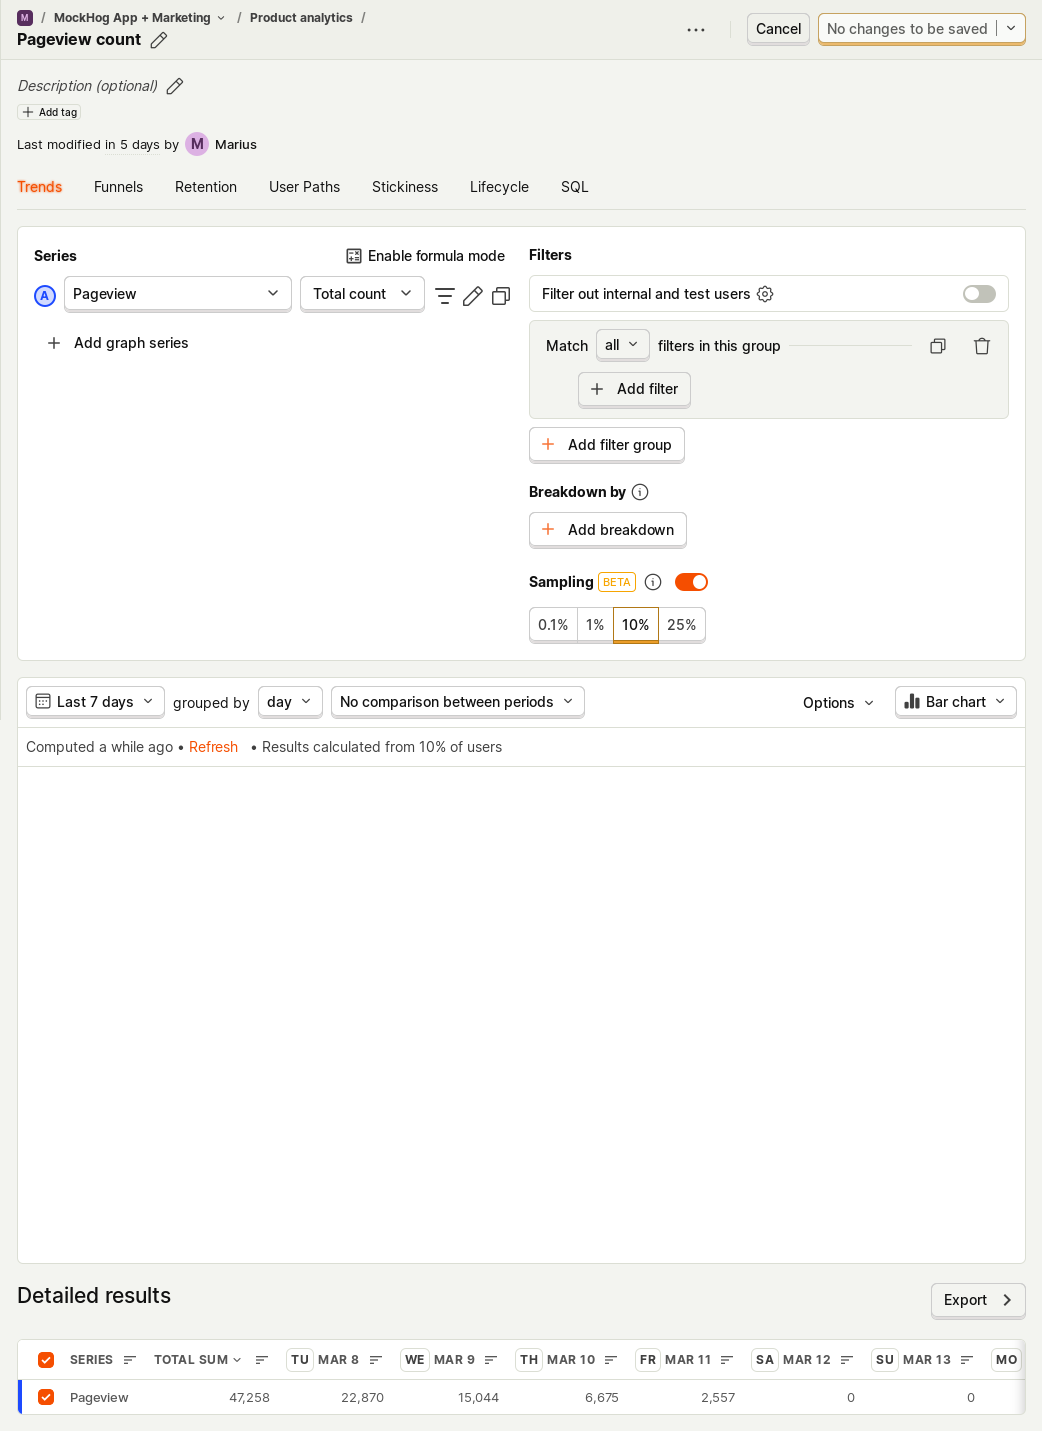 M / MockHog App + Marketing / Product analytics /
Pageview count
Cancel
No changes to be saved
Description (optional)
Add tag
Last modified in 5 days by M Marius
Trends Funnels Retention User Paths Stickiness Lifecycle SQL
Series
Enable formula mode
A Pageview Total count
Add graph series
Filters
Filter out internal and test users
Match all filters in this group
Add filter
Add filter group
Breakdown by
Add breakdown
Sampling BETA
0.1% 1% 10% 25%
Last 7 days grouped by day No comparison between periods Options Bar chart
Computed a while ago • Refresh • Results calculated from 10% of users
Detailed results
Export
SERIES TOTAL SUM TU MAR 8 WE MAR 9 TH MAR 10 FR MAR 11 SA MAR 12 SU MAR 13 MO
Pageview 47,258 22,870 15,044 6,675 2,557 0 0